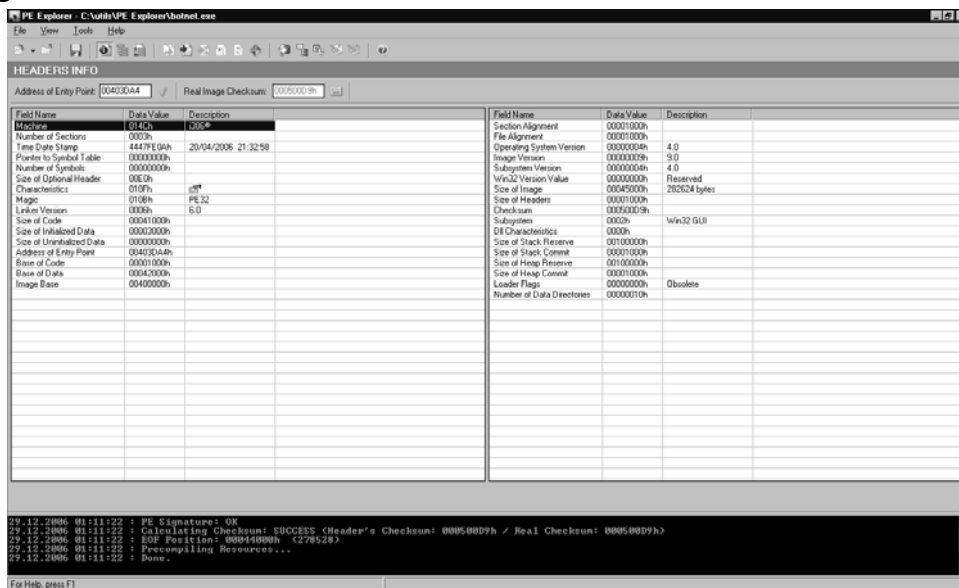 PE Explorer - C:\utils\PE Explorer\botnet.exe
File View Tools Help
HEADERS INFO
Address of Entry Point: 00403DA4 Real Image Checksum: 000500D9h
Field Name Data Value Description
Machine 014Ch i386®
Number of Sections 0003h
Time Date Stamp 4447FE0Ah 20/04/2006 21:32:58
Pointer to Symbol Table 00000000h
Number of Symbols 00000000h
Size of Optional Header 00E0h
Characteristics 010Fh
Magic 010Bh PE32
Linker Version 0006h 6.0
Size of Code 00041000h
Size of Initialized Data 00003000h
Size of Uninitialized Data 00000000h
Address of Entry Point 00403DA4h
Base of Code 00001000h
Base of Data 00042000h
Image Base 00400000h
Field Name Data Value Description
Section Alignment 00001000h
File Alignment 00001000h
Operating System Version 00000004h 4.0
Image Version 00000009h 9.0
Subsystem Version 00000004h 4.0
Win32 Version Value 00000000h Reserved
Size of Image 00045000h 282624 bytes
Size of Headers 00001000h
Checksum 000500D9h
Subsystem 0002h Win32 GUI
Dll Characteristics 0000h
Size of Stack Reserve 00100000h
Size of Stack Commit 00001000h
Size of Heap Reserve 00100000h
Size of Heap Commit 00001000h
Loader Flags 00000000h Obsolete
Number of Data Directories 00000010h
29.12.2006 01:11:22 : PE Signature: OK
29.12.2006 01:11:22 : Calculating Checksum: SUCCESS (Header's Checksum: 000500D9h / Real Checksum: 000500D9h)
29.12.2006 01:11:22 : EOF Position: 00044000h (278528)
29.12.2006 01:11:22 : Precompiling Resources...
29.12.2006 01:11:22 : Done.
For Help, press F1